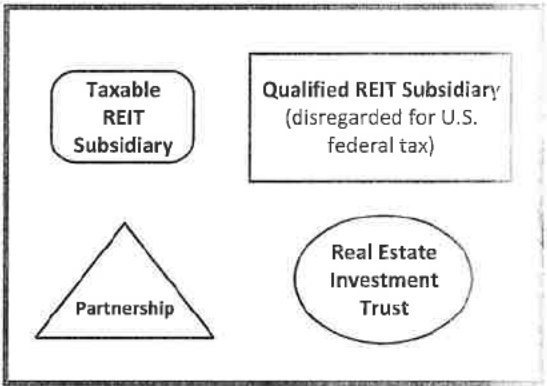 Taxable
REIT
Subsidiary
Qualified REIT Subsidiary
(disregarded for U.S.
federal tax)
Partnership
Real Estate
Investment
Trust